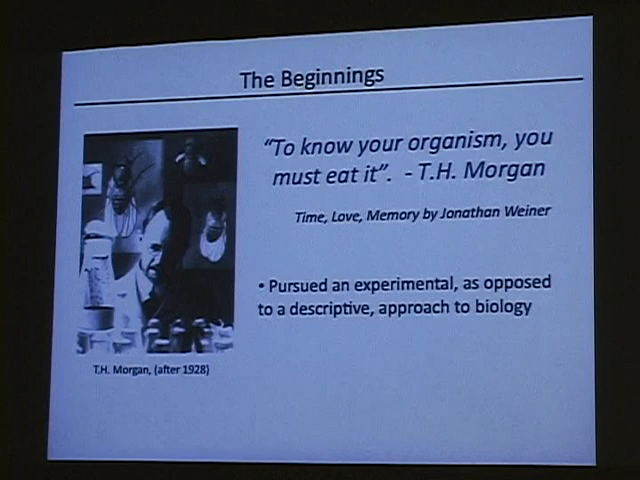 The Beginnings
“To know your organism, you
must eat it”. - T.H. Morgan
Time, Love, Memory by Jonathan Weiner
• Pursued an experimental, as opposed
to a descriptive, approach to biology
T.H. Morgan, (after 1928)